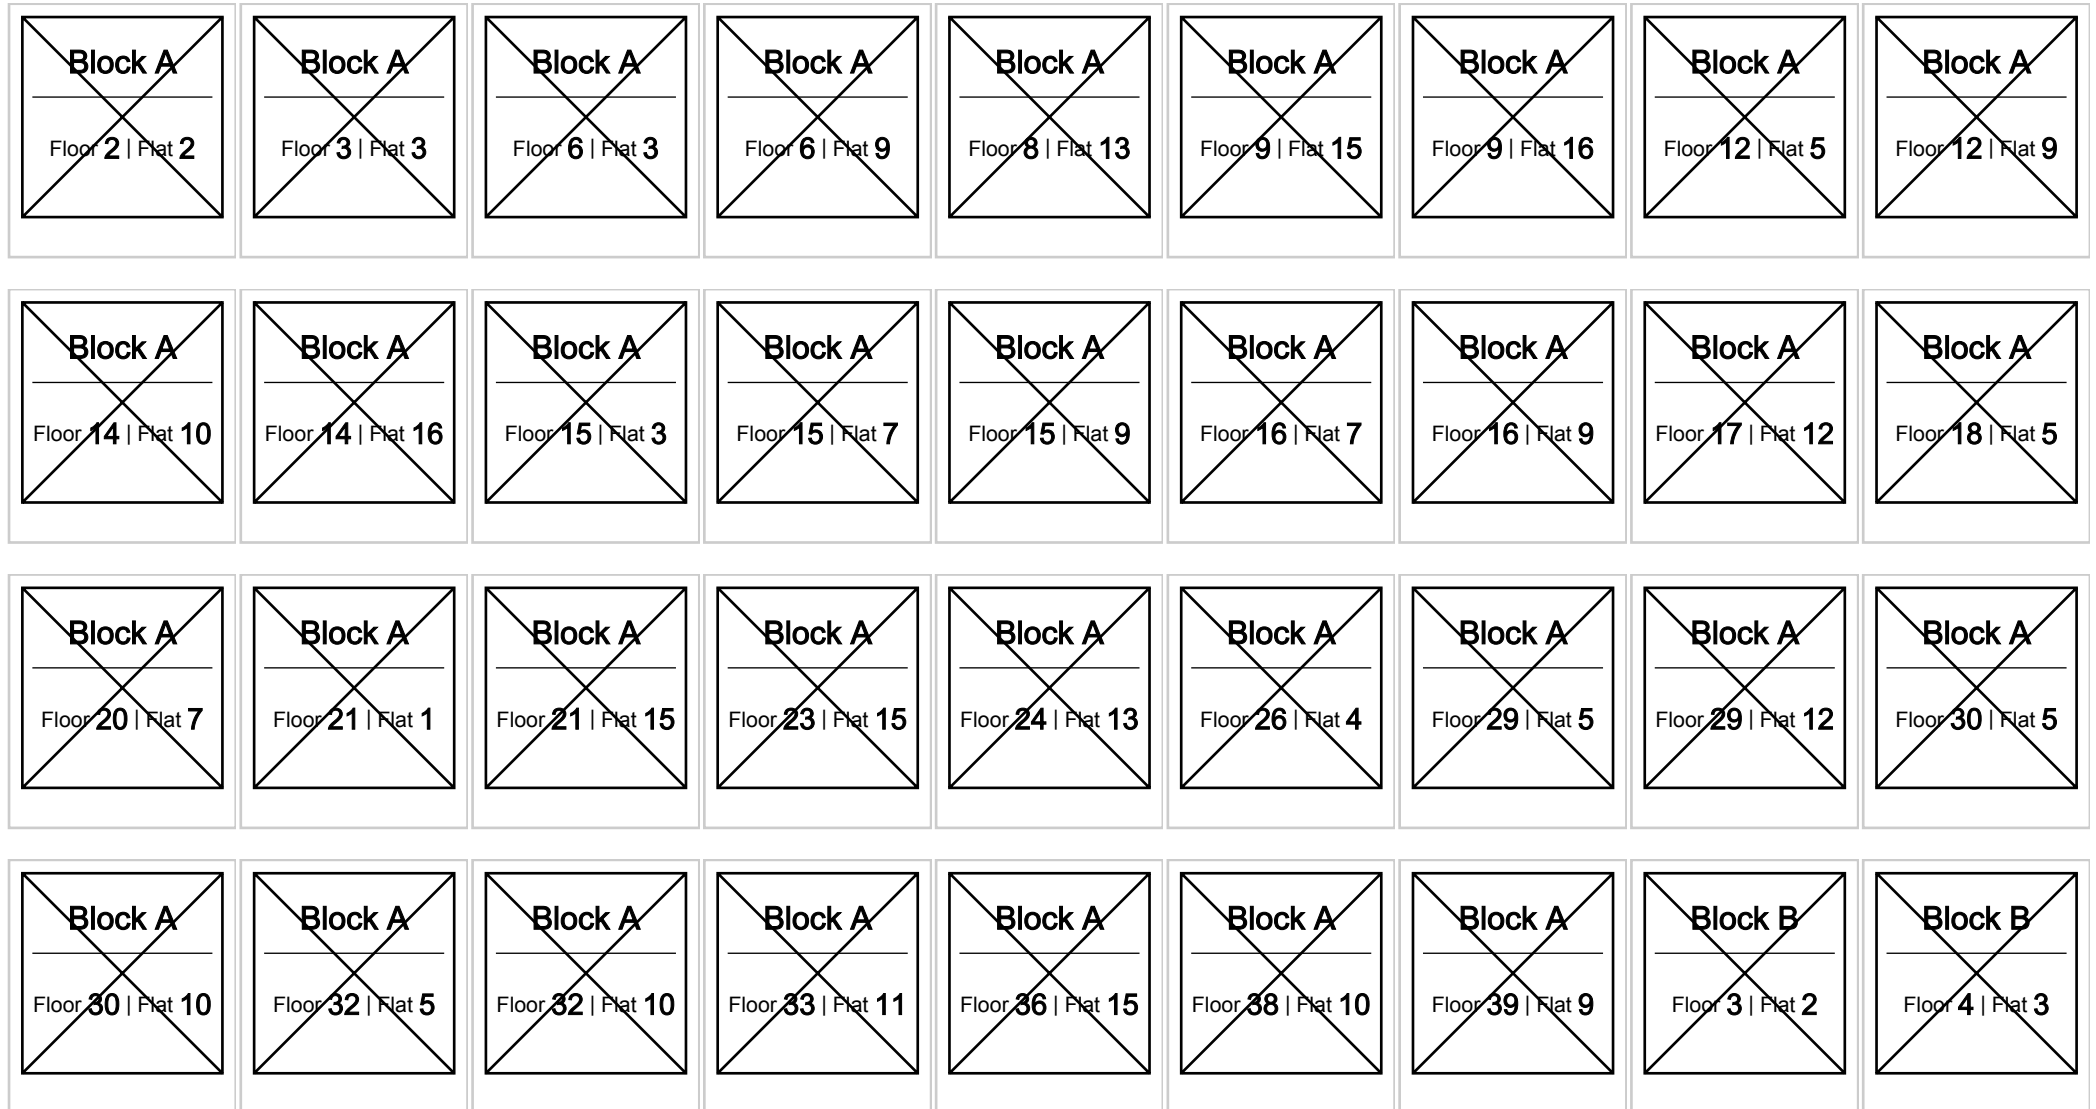 Block A Block A Block A Block A Block A Block A Block A Block A Block A
Floor 2 | Flat 2 Floor 3 | Flat 3 Floor 6 | Flat 3 Floor 6 | Flat 9 Floor 8 | Flat 13 Floor 9 | Flat 15 Floor 9 | Flat 16 Floor 12 | Flat 5 Floor 12 | Flat 9
Block A Block A Block A Block A Block A Block A Block A Block A Block A
Floor 14 | Flat 10 Floor 14 | Flat 16 Floor 15 | Flat 3 Floor 15 | Flat 7 Floor 15 | Flat 9 Floor 16 | Flat 7 Floor 16 | Flat 9 Floor 17 | Flat 12 Floor 18 | Flat 5
Block A Block A Block A Block A Block A Block A Block A Block A Block A
Floor 20 | Flat 7 Floor 21 | Flat 1 Floor 21 | Flat 15 Floor 23 | Flat 15 Floor 24 | Flat 13 Floor 26 | Flat 4 Floor 29 | Flat 5 Floor 29 | Flat 12 Floor 30 | Flat 5
Block A Block A Block A Block A Block A Block A Block A Block B Block B
Floor 30 | Flat 10 Floor 32 | Flat 5 Floor 32 | Flat 10 Floor 33 | Flat 11 Floor 36 | Flat 15 Floor 38 | Flat 10 Floor 39 | Flat 9 Floor 3 | Flat 2 Floor 4 | Flat 3